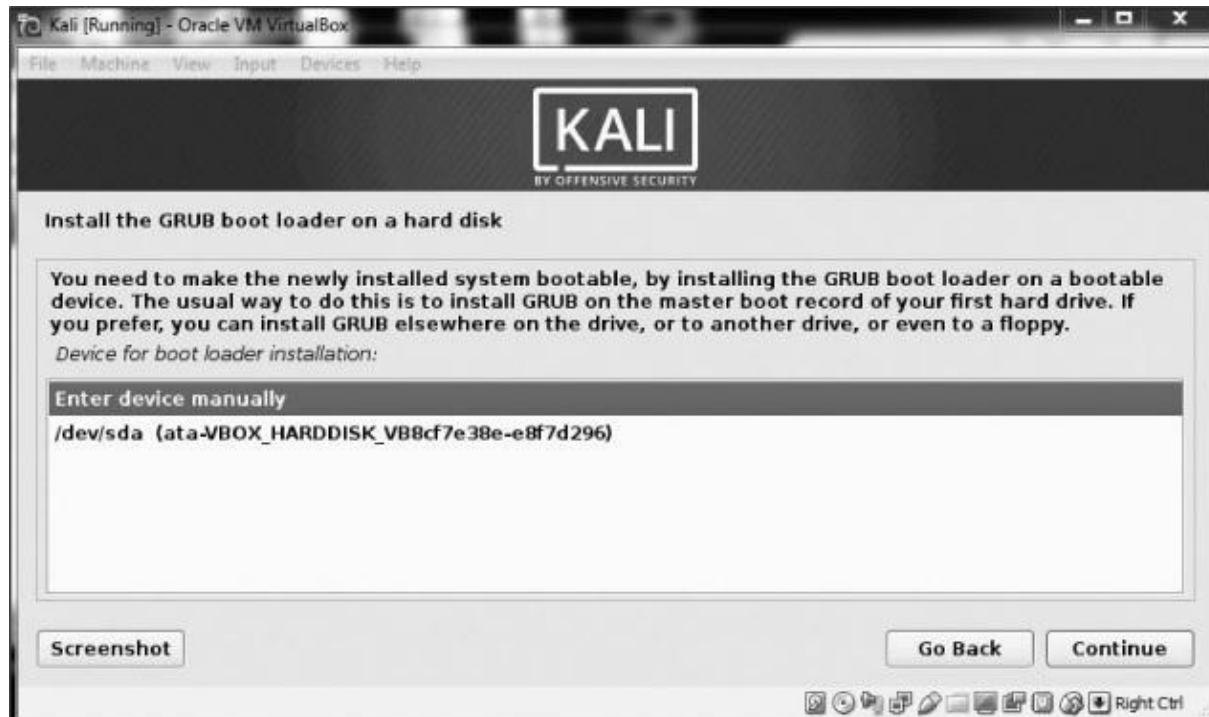 Kali [Running] - Oracle VM VirtualBox
File Machine View Input Devices Help
KALI
BY OFFENSIVE SECURITY
Install the GRUB boot loader on a hard disk
You need to make the newly installed system bootable, by installing the GRUB boot loader on a bootable
device. The usual way to do this is to install GRUB on the master boot record of your first hard drive. If
you prefer, you can install GRUB elsewhere on the drive, or to another drive, or even to a floppy.
Device for boot loader installation:
Enter device manually
/dev/sda (ata-VBOX_HARDDISK_VB8cf7e38e-e8f7d296)
Screenshot
Go Back
Continue
Right Ctrl